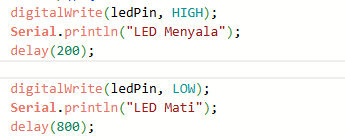 digitalWrite(ledPin, HIGH);
Serial.println("LED Menyala");
delay(200);
digitalWrite(ledPin, LOW);
Serial.println("LED Mati");
delay(800);